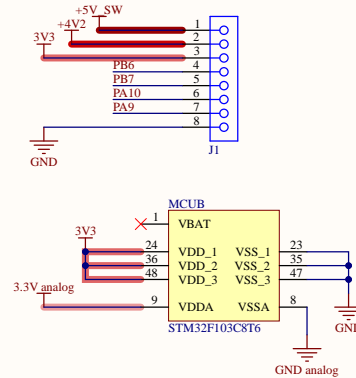 +5V_SW
+4V2
3V3
1
2
3
PB6 4
PB7 5
PA10 6
PA9 7
8
GND
J1
MCUB
1 VBAT
3V3
24 VDD_1 VSS_1 23
36 VDD_2 VSS_2 35
48 VDD_3 VSS_3 47
3.3V analog
9 VDDA VSSA 8
STM32F103C8T6
GND
GND analog